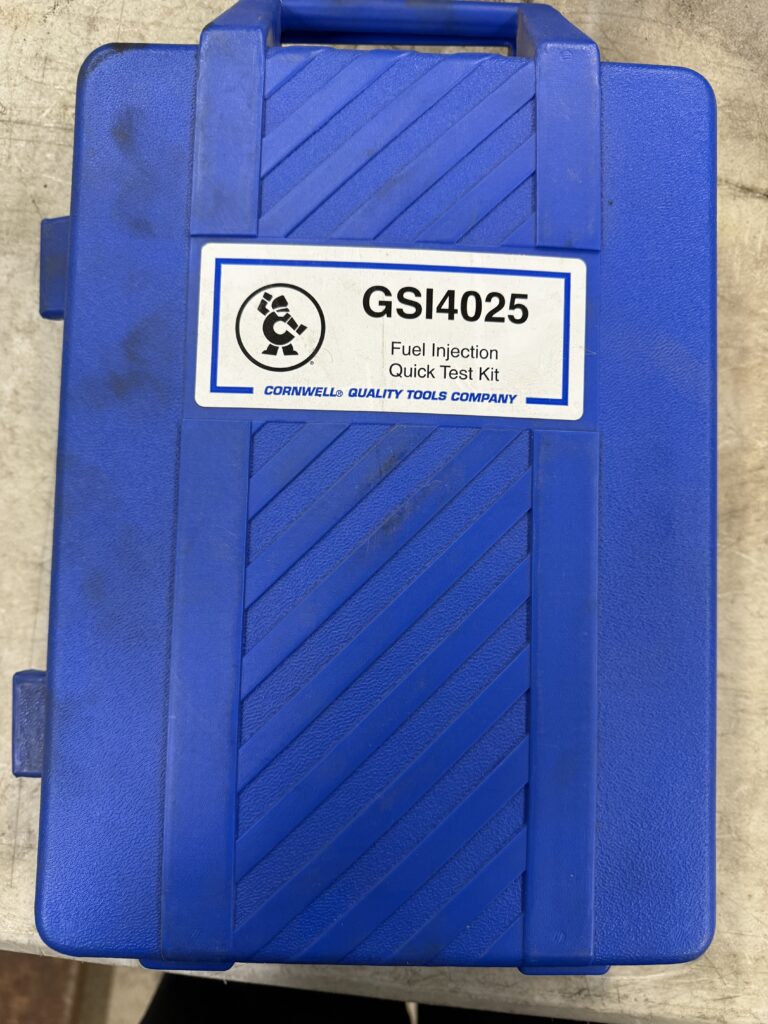 GSI4025
Fuel Injection
Quick Test Kit
CORNWELL® QUALITY TOOLS COMPANY